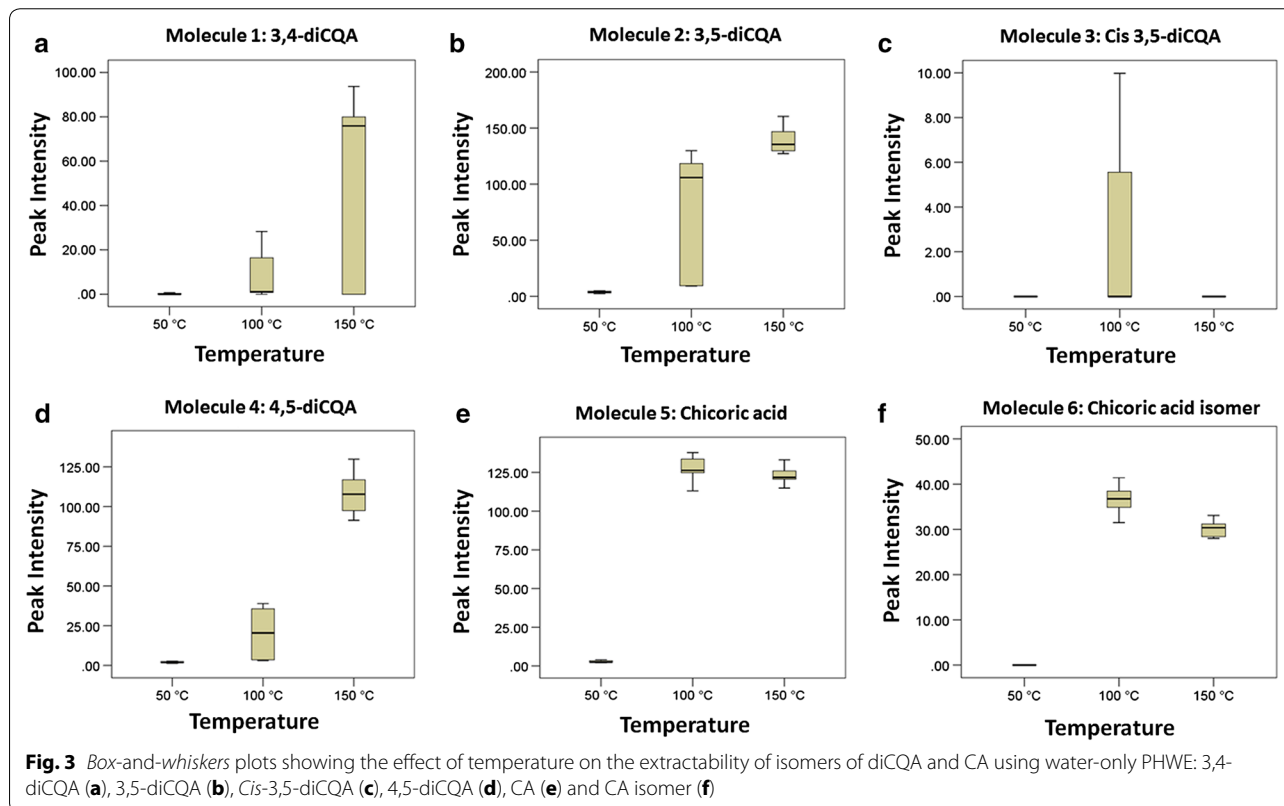 a
Molecule 1: 3,4-diCQA
Peak Intensity
100.00
80.00
60.00
40.00
20.00
.00
50 °C
100 °C
150 °C
Temperature
b
Molecule 2: 3,5-diCQA
Peak Intensity
200.00
150.00
100.00
50.00
.00
50 °C
100 °C
150 °C
Temperature
c
Molecule 3: Cis 3,5-diCQA
Peak Intensity
10.00
8.00
6.00
4.00
2.00
.00
50 °C
100 °C
150 °C
Temperature
d
Molecule 4: 4,5-diCQA
Peak Intensity
125.00
100.00
75.00
50.00
25.00
.00
50 °C
100 °C
150 °C
Temperature
e
Molecule 5: Chicoric acid
Peak Intensity
125.00
100.00
75.00
50.00
25.00
.00
50 °C
100 °C
150 °C
Temperature
f
Molecule 6: Chicoric acid isomer
Peak Intensity
50.00
40.00
30.00
20.00
10.00
.00
50 °C
100 °C
150 °C
Temperature
Fig. 3 Box-and-whiskers plots showing the effect of temperature on the extractability of isomers of diCQA and CA using water-only PHWE: 3,4-
diCQA (a), 3,5-diCQA (b), Cis-3,5-diCQA (c), 4,5-diCQA (d), CA (e) and CA isomer (f)